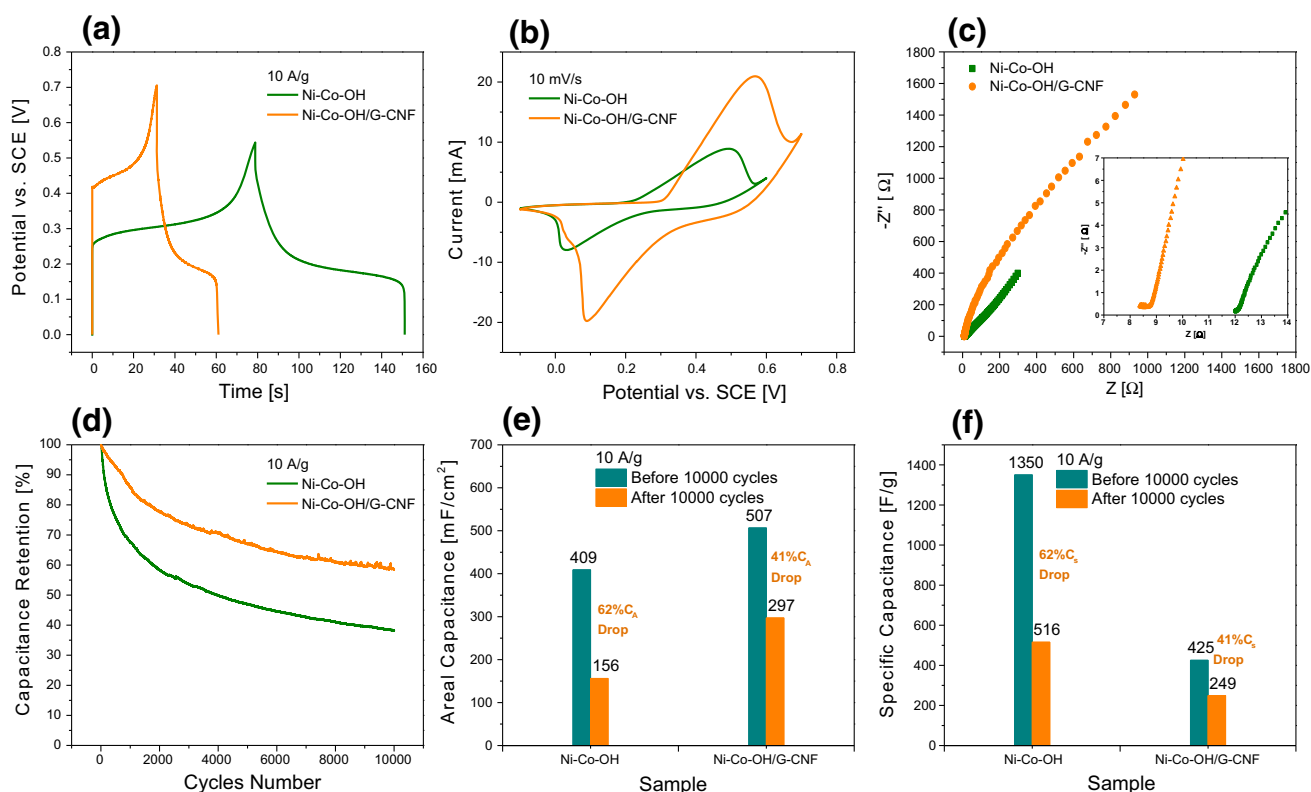 (a)
0.8
0.7
0.6
0.5
0.4
0.3
0.2
0.1
0.0
Potential vs. SCE [V]
10 A/g
Ni-Co-OH
Ni-Co-OH/G-CNF
0 20 40 60 80 100 120 140 160
Time [s]
(b)
20
10
0
-10
-20
Current [mA]
10 mV/s
Ni-Co-OH
Ni-Co-OH/G-CNF
0.0 0.2 0.4 0.6 0.8
Potential vs. SCE [V]
(c)
1800
1600
1400
1200
1000
800
600
400
200
0
-Z'' [Ω]
Ni-Co-OH
Ni-Co-OH/G-CNF
7
6
5
4
3
2
1
0
-Z'' [Ω]
7 8 9 10 11 12 13 14
Z [Ω]
0 200 400 600 800 1000 1200 1400 1600 1800
Z [Ω]
(d)
100
90
80
70
60
50
40
30
20
10
0
Capacitance Retention [%]
10 A/g
Ni-Co-OH
Ni-Co-OH/G-CNF
0 2000 4000 6000 8000 10000
Cycles Number
(e)
700
600
500
400
300
200
100
0
Areal Capacitance [mF/cm²]
10 A/g
Before 10000 cycles
After 10000 cycles
507
409
41%C_A
Drop
297
62%C_A
Drop
156
Ni-Co-OH Ni-Co-OH/G-CNF
Sample
(f)
1400
1200
1000
800
600
400
200
0
Specific Capacitance [F/g]
10 A/g
1350
Before 10000 cycles
After 10000 cycles
62%C_s
Drop
516
425
41%C_s
Drop
249
Ni-Co-OH Ni-Co-OH/G-CNF
Sample